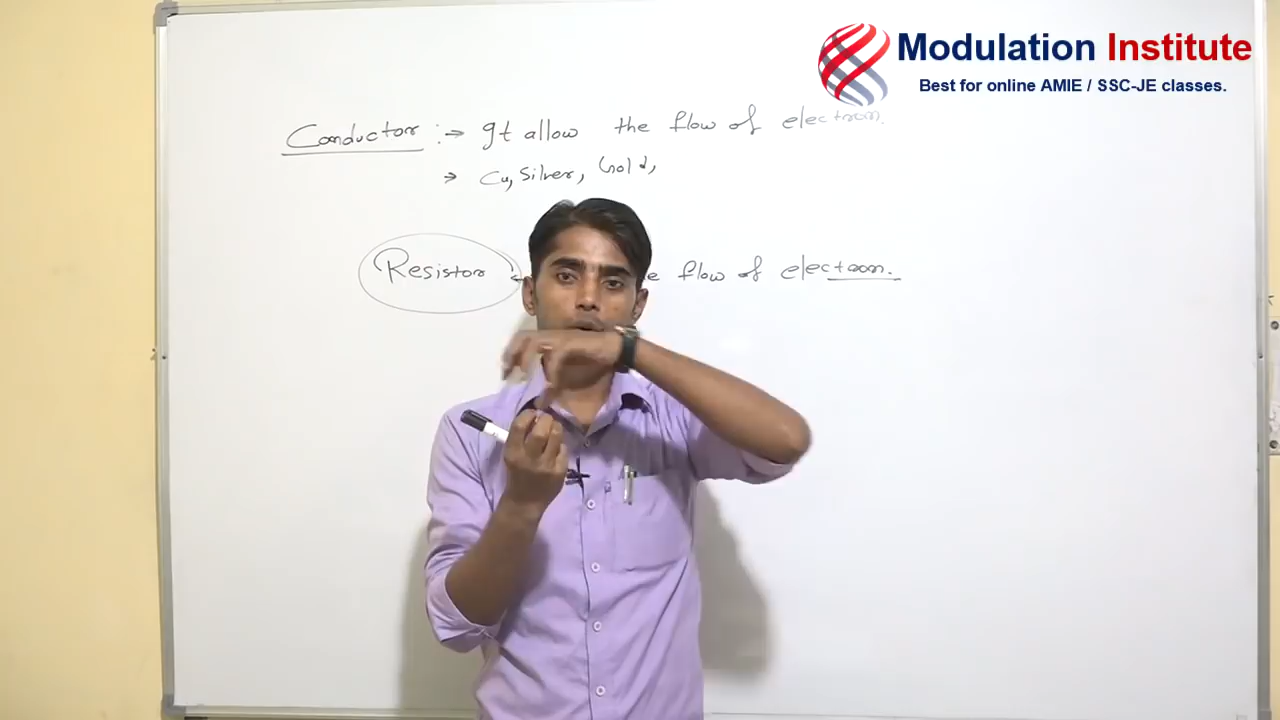 Modulation Institute
Best for online AMIE / SSC-JE classes.
Conductor :→ It allow the flow of electron.
→ Cu, Silver, Gold,
Resistor flow of electron.